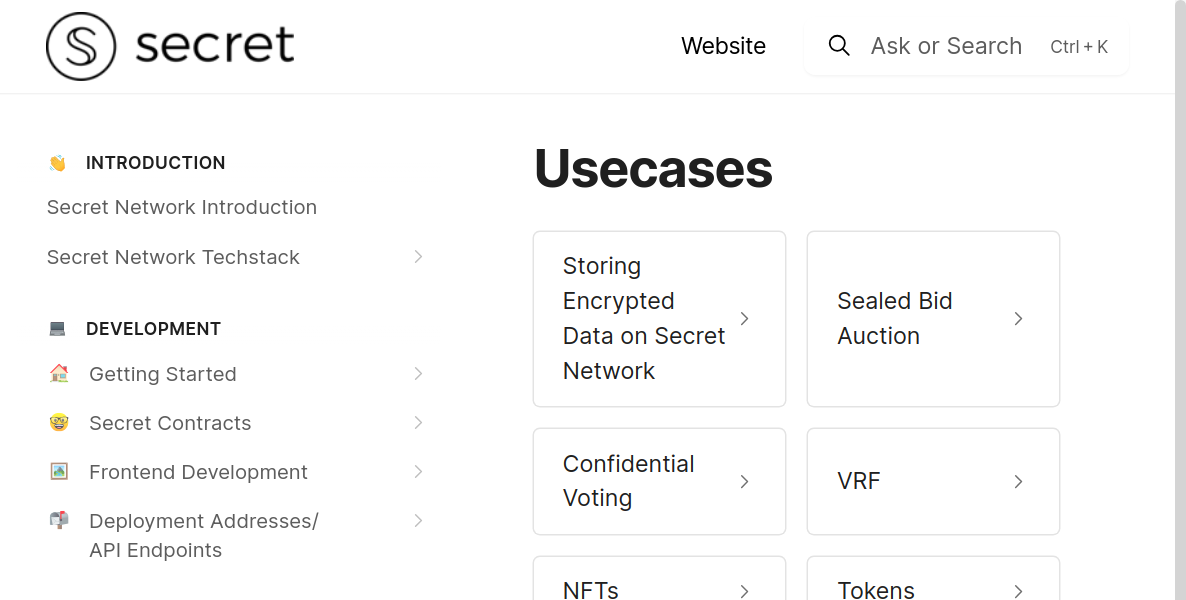 secret
Website
Ask or Search Ctrl + K
INTRODUCTION
Secret Network Introduction
Secret Network Techstack
DEVELOPMENT
Getting Started
Secret Contracts
Frontend Development
Deployment Addresses/
API Endpoints
Usecases
Storing
Encrypted
Data on Secret
Network
Sealed Bid
Auction
Confidential
Voting
VRF
NFTs
Tokens